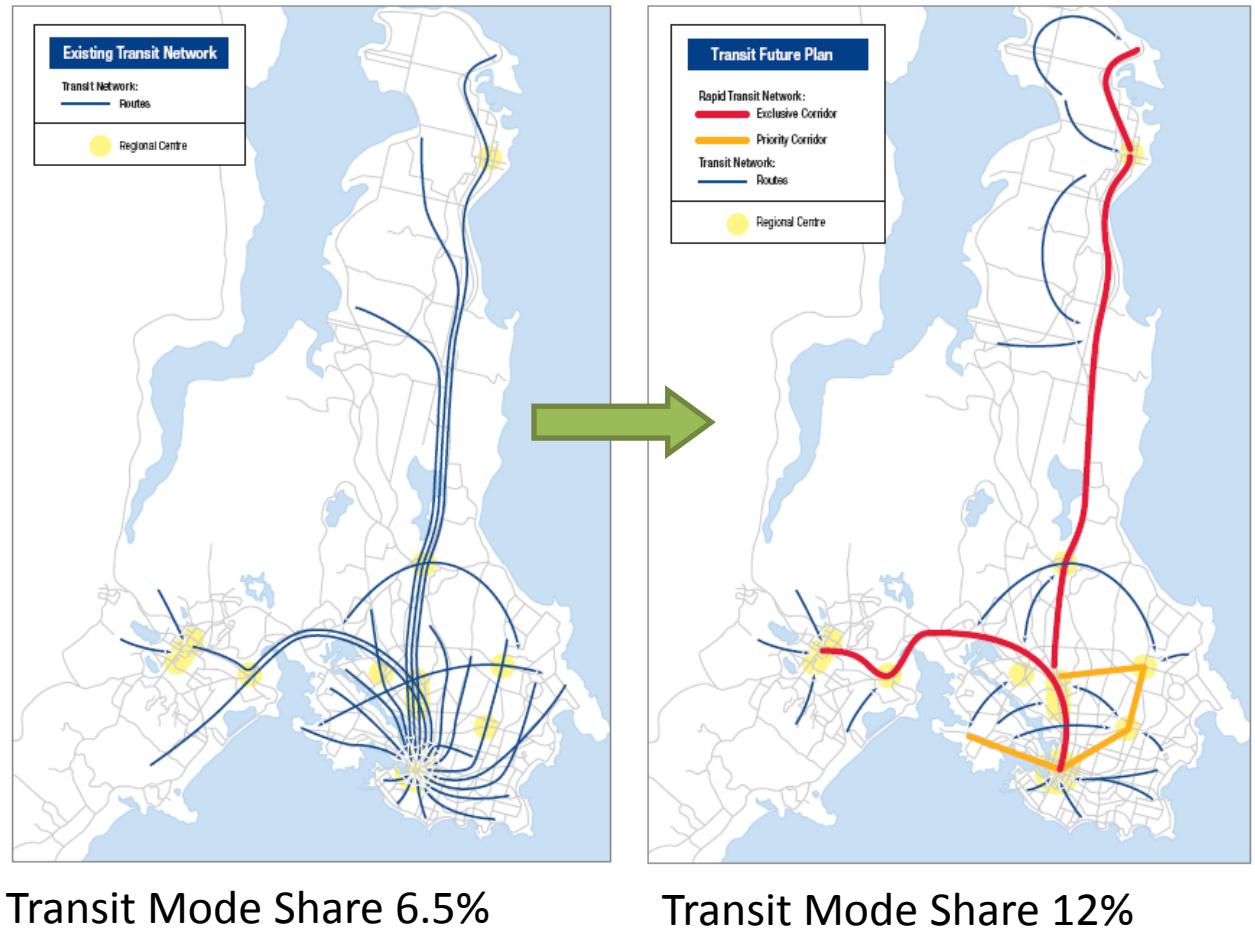 Existing Transit Network
Transit Network:
Routes
Regional Centre
Transit Future Plan
Rapid Transit Network:
Exclusive Corridor
Priority Corridor
Transit Network:
Routes
Regional Centre
Transit Mode Share 6.5%
Transit Mode Share 12%